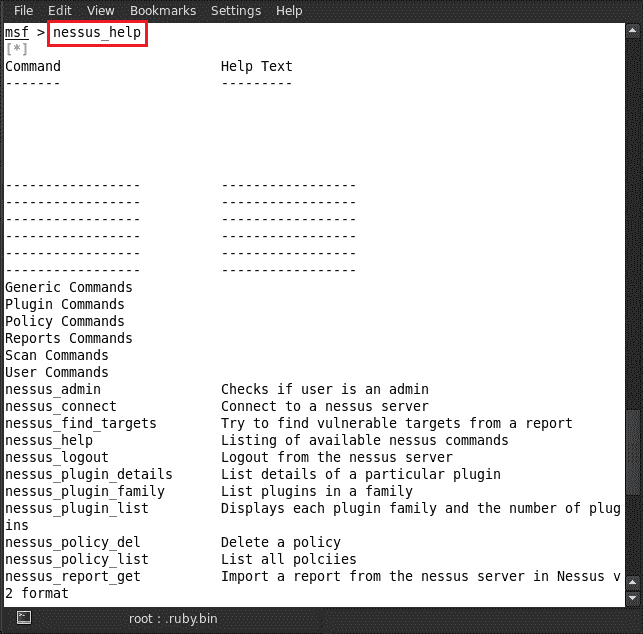 File Edit View Bookmarks Settings Help
msf > nessus_help
[*]
Command Help Text
------- ---------
----------------- -----------------
----------------- -----------------
----------------- -----------------
----------------- -----------------
----------------- -----------------
----------------- -----------------
Generic Commands
Plugin Commands
Policy Commands
Reports Commands
Scan Commands
User Commands
nessus_admin Checks if user is an admin
nessus_connect Connect to a nessus server
nessus_find_targets Try to find vulnerable targets from a report
nessus_help Listing of available nessus commands
nessus_logout Logout from the nessus server
nessus_plugin_details List details of a particular plugin
nessus_plugin_family List plugins in a family
nessus_plugin_list Displays each plugin family and the number of plug
ins
nessus_policy_del Delete a policy
nessus_policy_list List all polciies
nessus_report_get Import a report from the nessus server in Nessus v
2 format
root : .ruby.bin